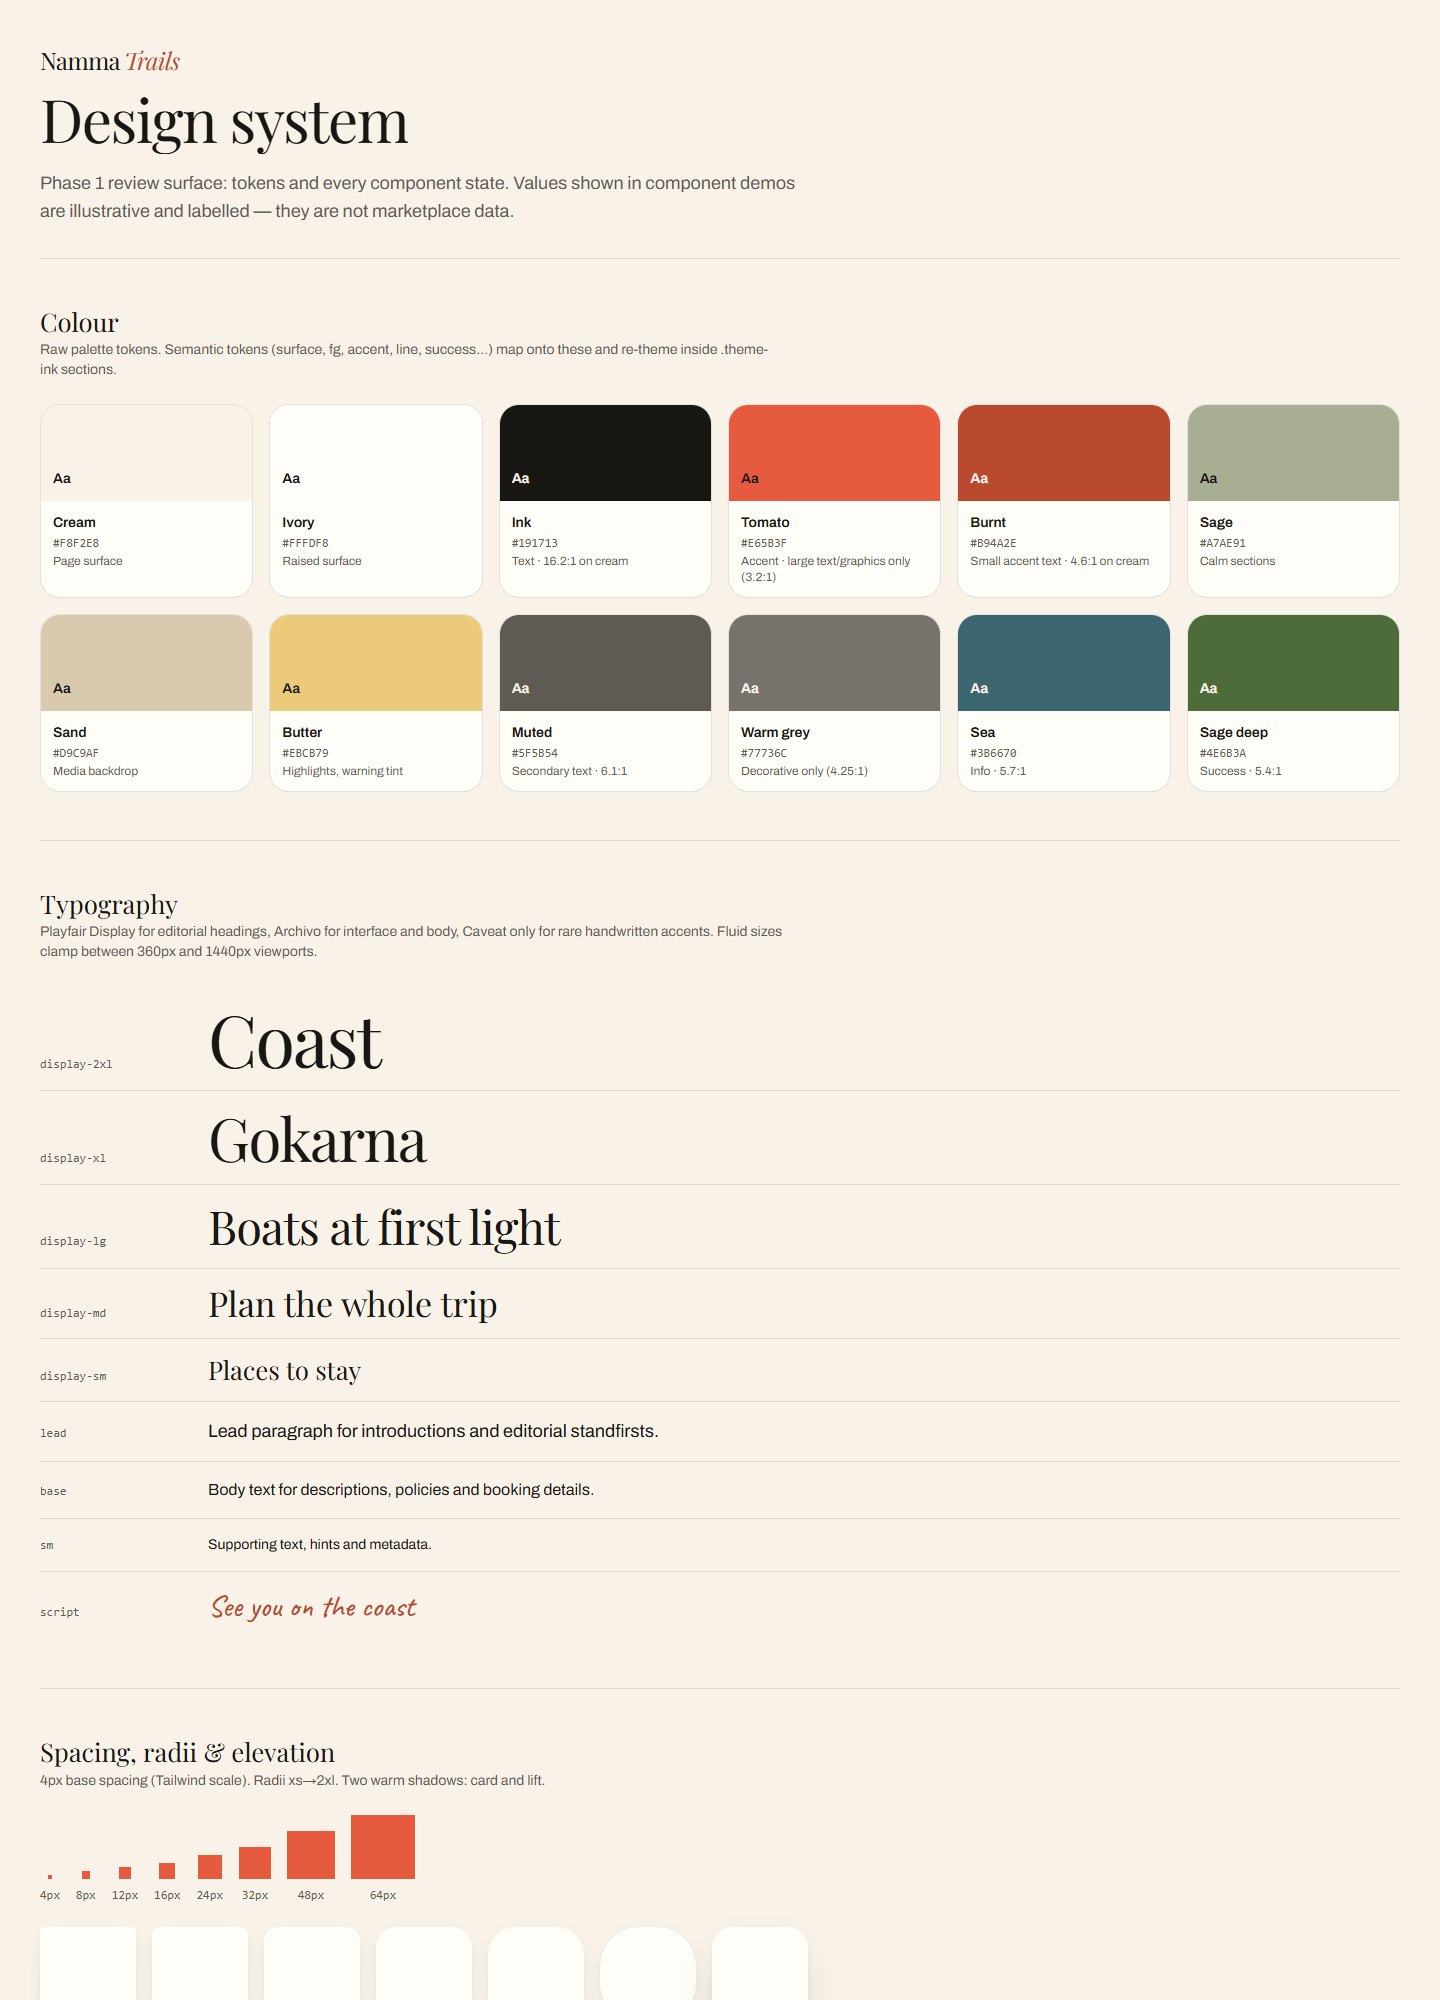 Namma Trails
Design system
Phase 1 review surface: tokens and every component state. Values shown in component demos
are illustrative and labelled — they are not marketplace data.
Colour
Raw palette tokens. Semantic tokens (surface, fg, accent, line, success…) map onto these and re-theme inside .theme-
ink sections.
Aa
Cream
#F8F2E8
Page surface
Aa
Ivory
#FFFDF8
Raised surface
Aa
Ink
#191713
Text · 16.2:1 on cream
Aa
Tomato
#E65B3F
Accent · large text/graphics only
(3.2:1)
Aa
Burnt
#B94A2E
Small accent text · 4.6:1 on cream
Aa
Sage
#A7AE91
Calm sections
Aa
Sand
#D9C9AF
Media backdrop
Aa
Butter
#EBCB79
Highlights, warning tint
Aa
Muted
#5F5B54
Secondary text · 6.1:1
Aa
Warm grey
#77736C
Decorative only (4.25:1)
Aa
Sea
#3B6670
Info · 5.7:1
Aa
Sage deep
#4E6B3A
Success · 5.4:1
Typography
Playfair Display for editorial headings, Archivo for interface and body, Caveat only for rare handwritten accents. Fluid sizes
clamp between 360px and 1440px viewports.
display-2xl Coast
display-xl Gokarna
display-lg Boats at first light
display-md Plan the whole trip
display-sm Places to stay
lead Lead paragraph for introductions and editorial standfirsts.
base Body text for descriptions, policies and booking details.
sm Supporting text, hints and metadata.
script See you on the coast
Spacing, radii & elevation
4px base spacing (Tailwind scale). Radii xs→2xl. Two warm shadows: card and lift.
4px 8px 12px 16px 24px 32px 48px 64px